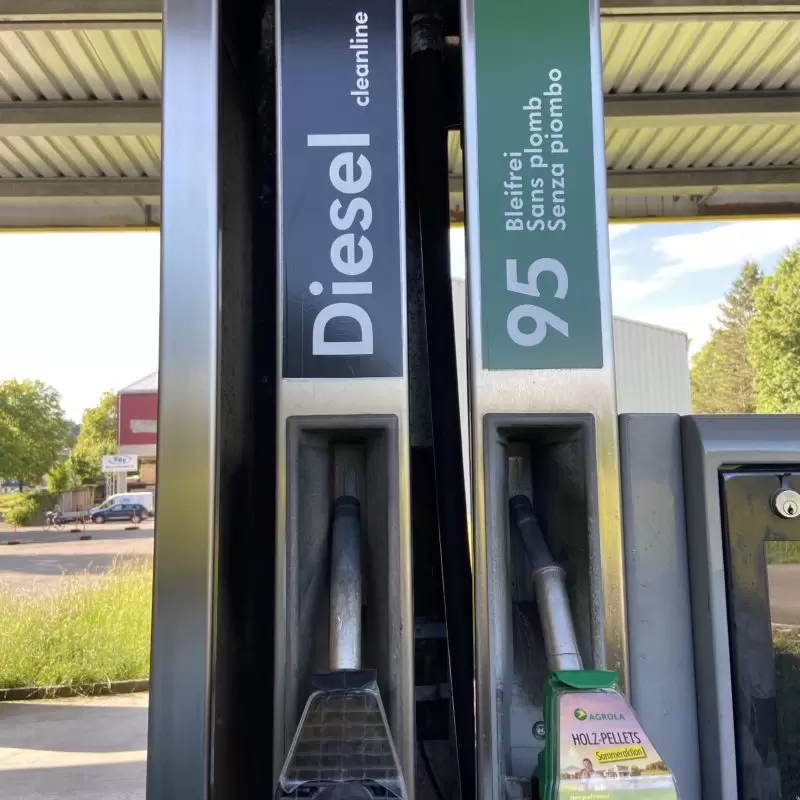 Diesel
cleanline
95
Bleifrei
Sans plomb
Senza piombo
AGROLA
HOLZ-PELLETS
Sommeraktion